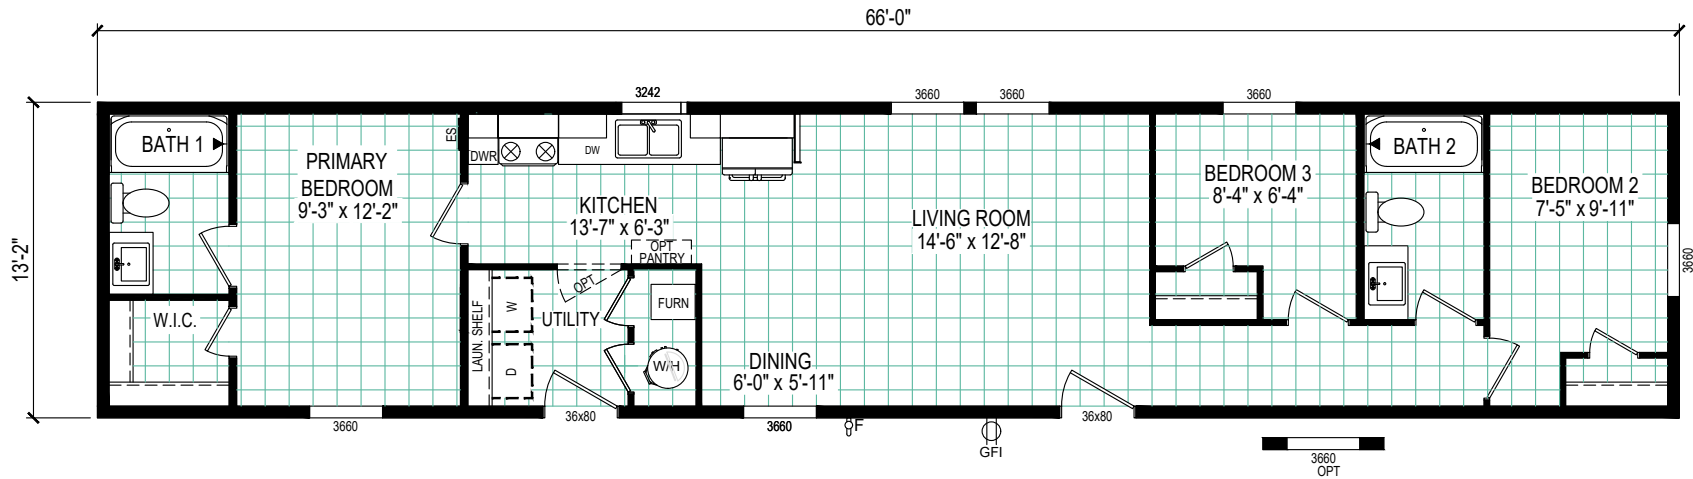 66'-0"
13'-2"
3242
3660
3660
3660
BATH 1
PRIMARY
BEDROOM
9'-3" x 12'-2"
ES
DWR
DW
KITCHEN
13'-7" x 6'-3"
OPT
PANTRY
LIVING ROOM
14'-6" x 12'-8"
BEDROOM 3
8'-4" x 6'-4"
BATH 2
BEDROOM 2
7'-5" x 9'-11"
3660
W.I.C.
LAUN. SHELF
W
D
OPT
UTILITY
FURN
W/H
DINING
6'-0" x 5'-11"
3660
36x80
3660
F
GFI
36x80
3660
OPT